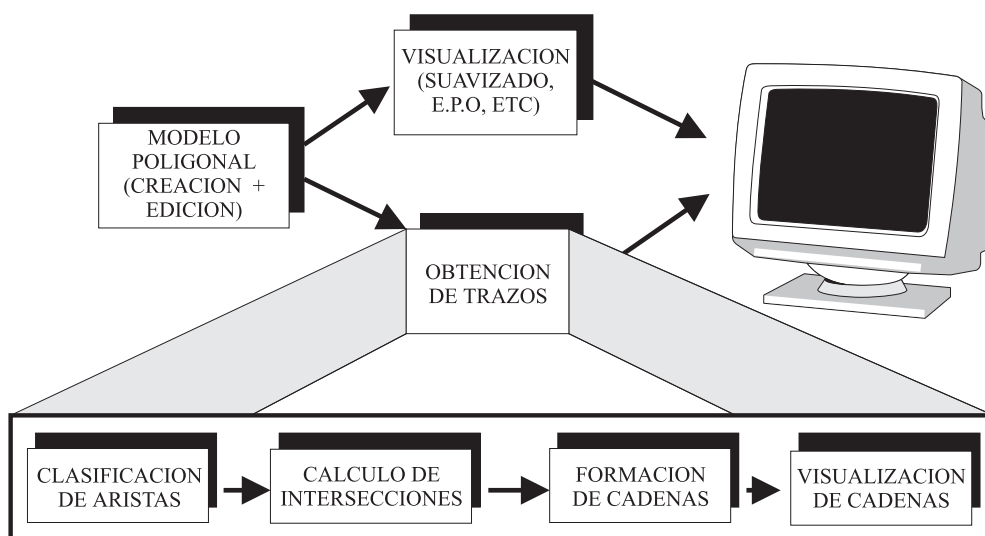 VISUALIZACION
(SUAVIZADO,
E.P.O, ETC)
MODELO
POLIGONAL
(CREACION +
EDICION)
OBTENCION
DE TRAZOS
CLASIFICACION
DE ARISTAS
CALCULO DE
INTERSECCIONES
FORMACION
DE CADENAS
VISUALIZACION
DE CADENAS